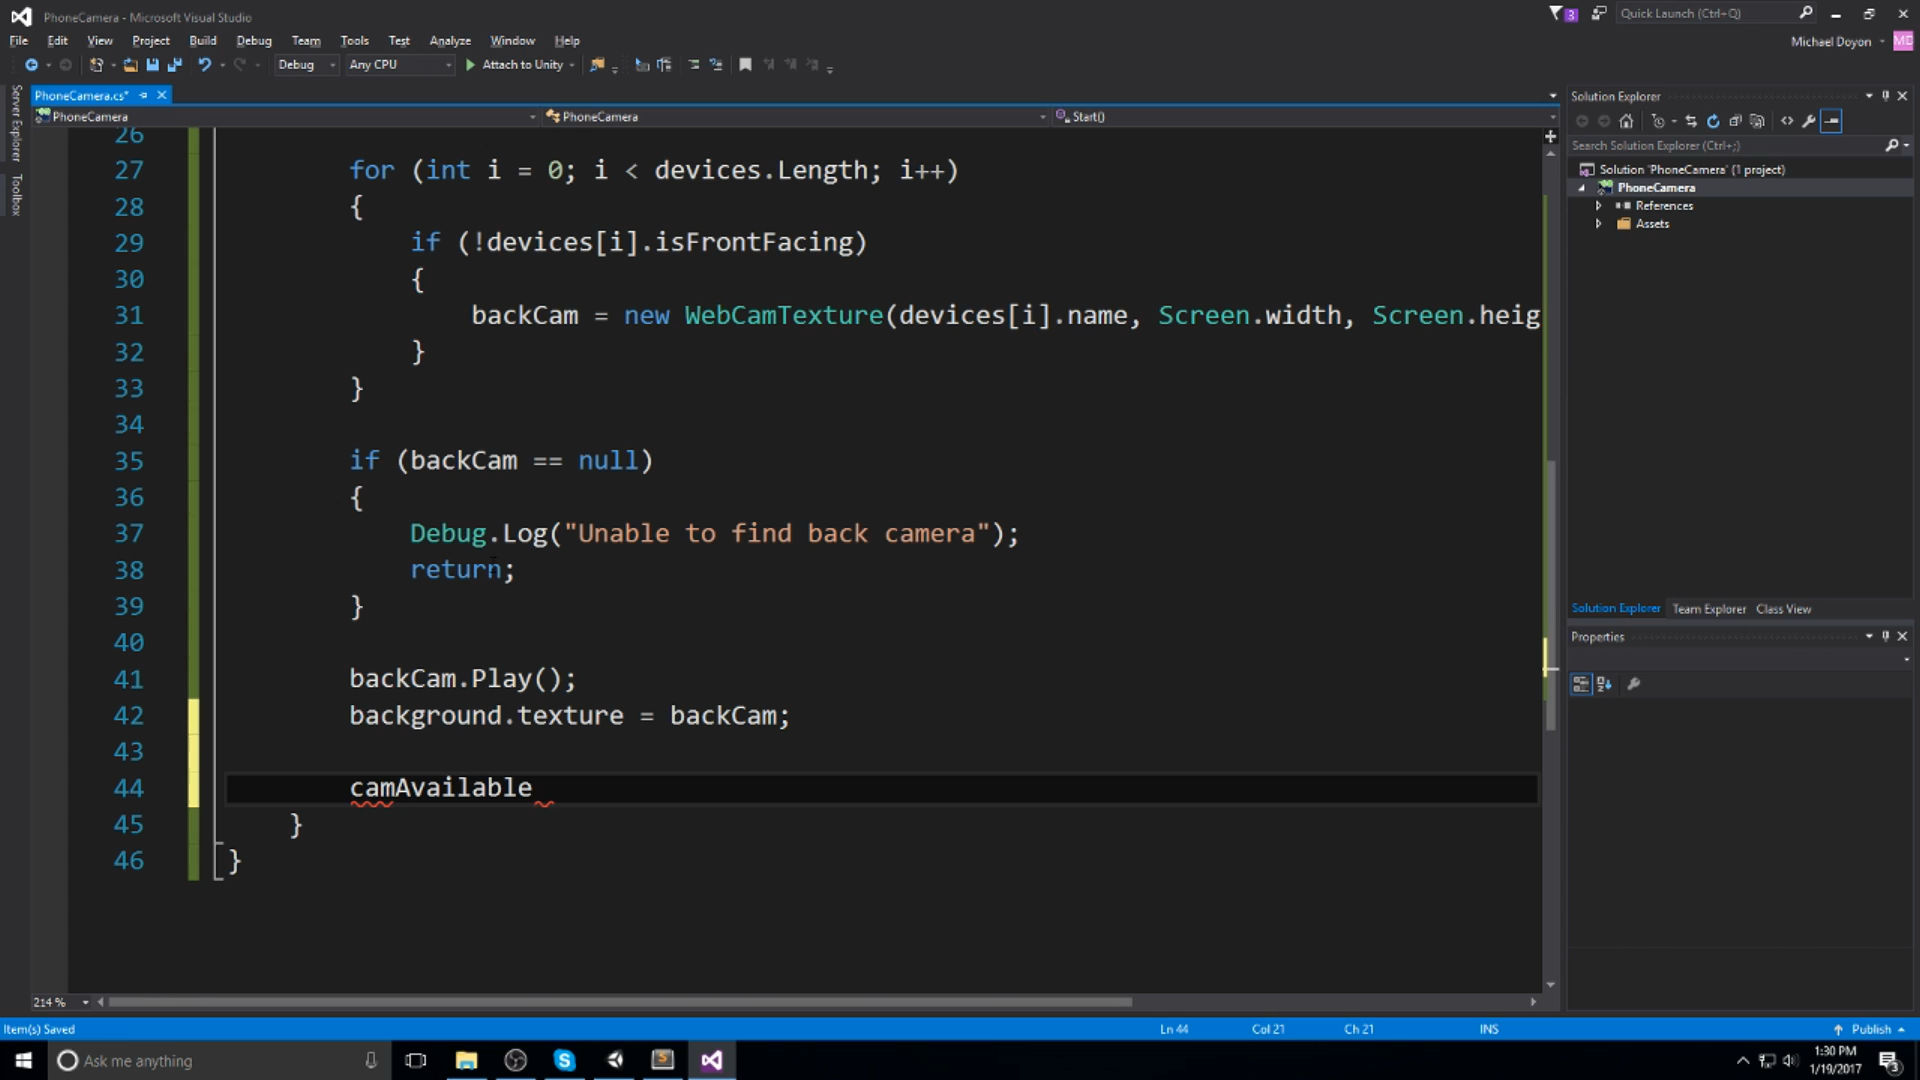 PhoneCamera - Microsoft Visual Studio
3
Quick Launch (Ctrl+Q)
File Edit View Project Build Debug Team Tools Test Analyze Window Help
Michael Doyon
MD
Debug Any CPU Attach to Unity
PhoneCamera.cs*
PhoneCamera PhoneCamera Start()
Server Explorer
Toolbox
26
27 for (int i = 0; i < devices.Length; i++)
28 {
29 if (!devices[i].isFrontFacing)
30 {
31 backCam = new WebCamTexture(devices[i].name, Screen.width, Screen.heig
32 }
33 }
34
35 if (backCam == null)
36 {
37 Debug.Log("Unable to find back camera");
38 return;
39 }
40
41 backCam.Play();
42 background.texture = backCam;
43
44 camAvailable
45 }
46 }
214 %
Solution Explorer
Search Solution Explorer (Ctrl+;)
Solution 'PhoneCamera' (1 project)
PhoneCamera
References
Assets
Solution Explorer Team Explorer Class View
Properties
Item(s) Saved Ln 44 Col 21 Ch 21 INS Publish
Ask me anything
1:30 PM
1/19/2017
3